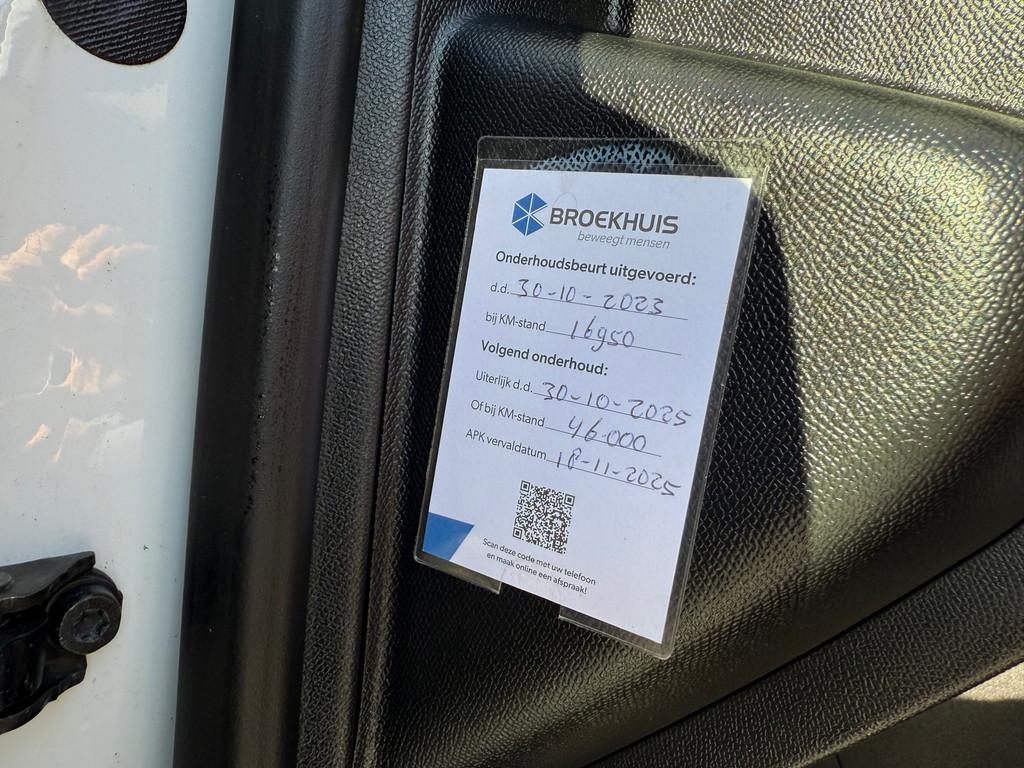 BROEKHUIS
beweegt mensen
Onderhoudsbeurt uitgevoerd:
d.d. 30-10-2023
bij KM-stand 16950
Volgend onderhoud:
Uiterlijk d.d. 30-10-2025
Of bij KM-stand 46.000
APK vervaldatum 18-11-2025
Scan deze code met uw telefoon
en maak online een afspraak!